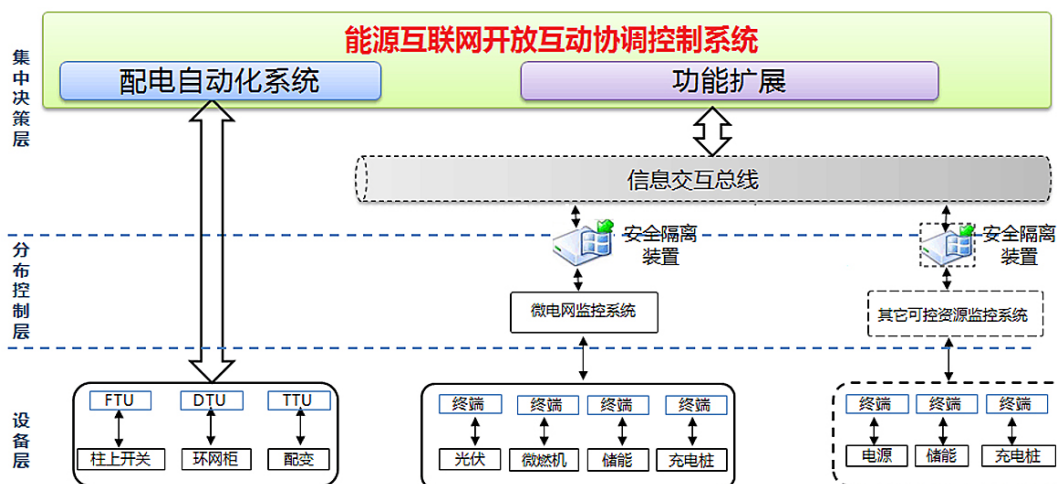 能源互联网开放互动协调控制系统
配电自动化系统
功能扩展
集中决策层
信息交互总线
安全隔离
装置
安全隔离
装置
分布控制层
微电网监控系统
其它可控资源监控系统
设备层
FTU
DTU
TTU
终端
终端
终端
终端
终端
终端
终端
柱上开关
环网柜
配变
光伏
微燃机
储能
充电桩
电源
储能
充电桩